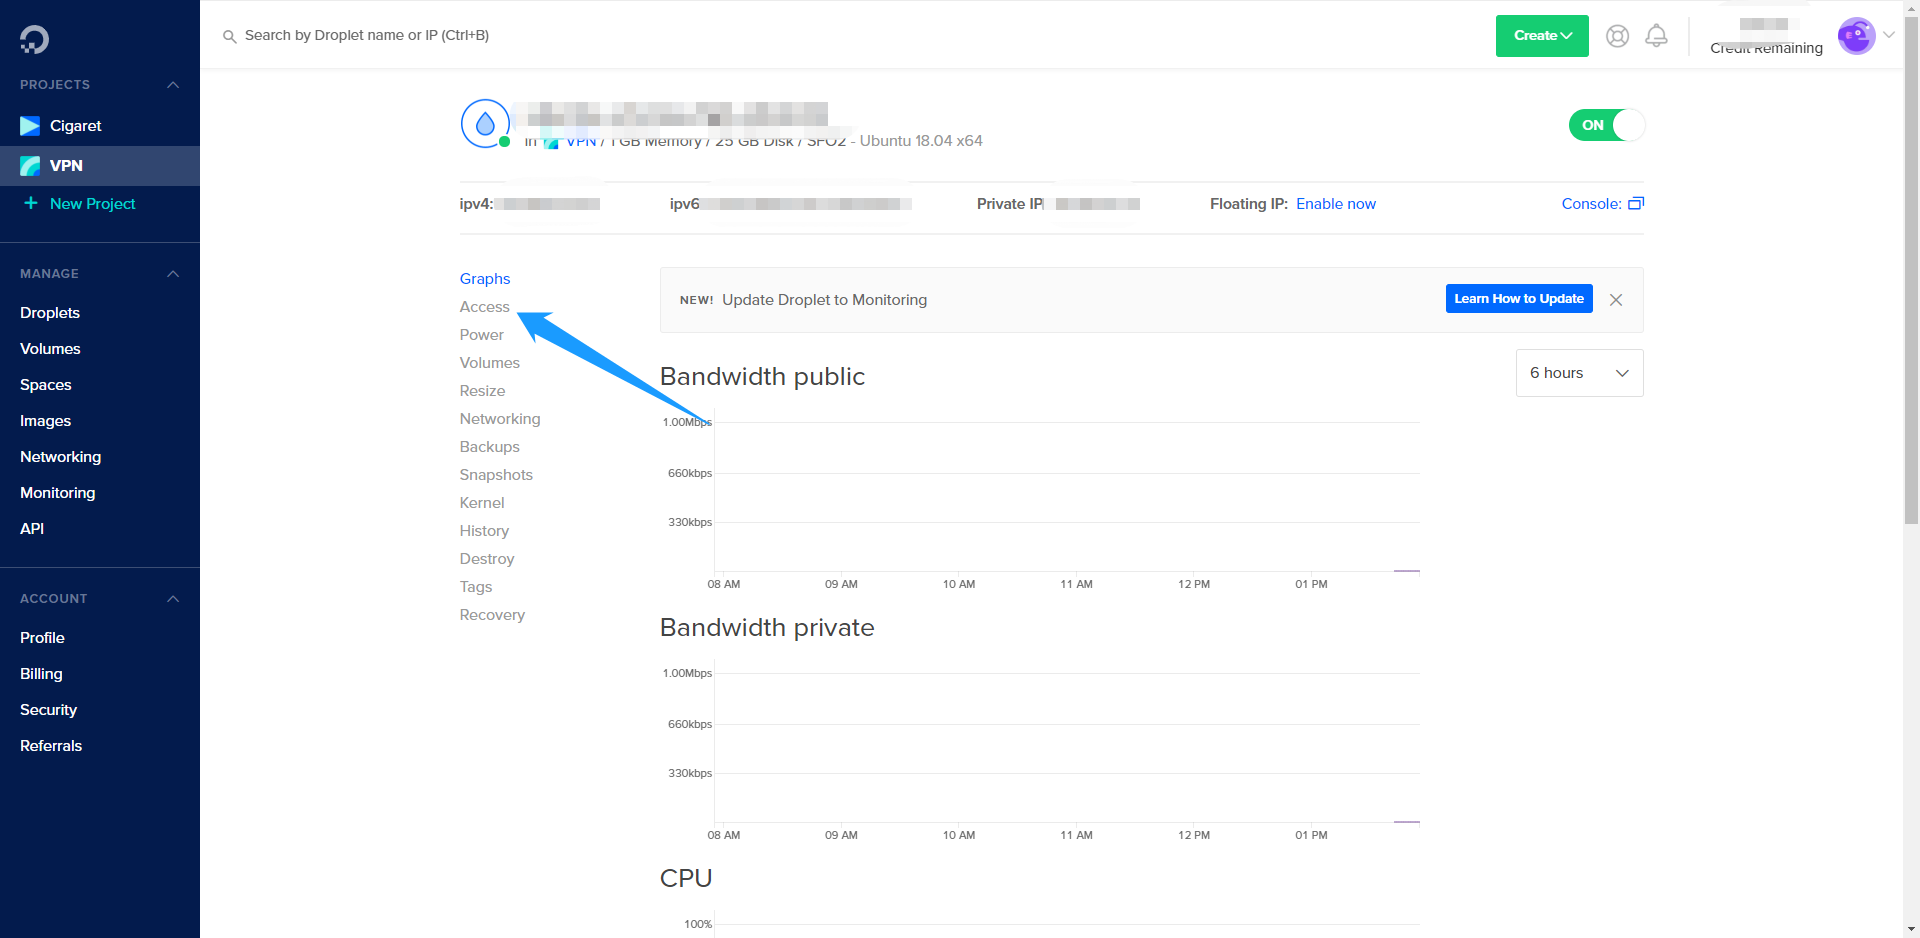 Search by Droplet name or IP (Ctrl+B)
Create
Credit Remaining
PROJECTS
Cigaret
VPN
New Project
MANAGE
Droplets
Volumes
Spaces
Images
Networking
Monitoring
API
ACCOUNT
Profile
Billing
Security
Referrals
in VPN / 1 GB Memory / 25 GB Disk / SFO2 - Ubuntu 18.04 x64
ON
ipv4:
ipv6
Private IP
Floating IP: Enable now
Console:
Graphs
Access
Power
Volumes
Resize
Networking
Backups
Snapshots
Kernel
History
Destroy
Tags
Recovery
NEW! Update Droplet to Monitoring
Learn How to Update
Bandwidth public
6 hours
1.00Mbps
660kbps
330kbps
08 AM 09 AM 10 AM 11 AM 12 PM 01 PM
Bandwidth private
1.00Mbps
660kbps
330kbps
08 AM 09 AM 10 AM 11 AM 12 PM 01 PM
CPU
100%